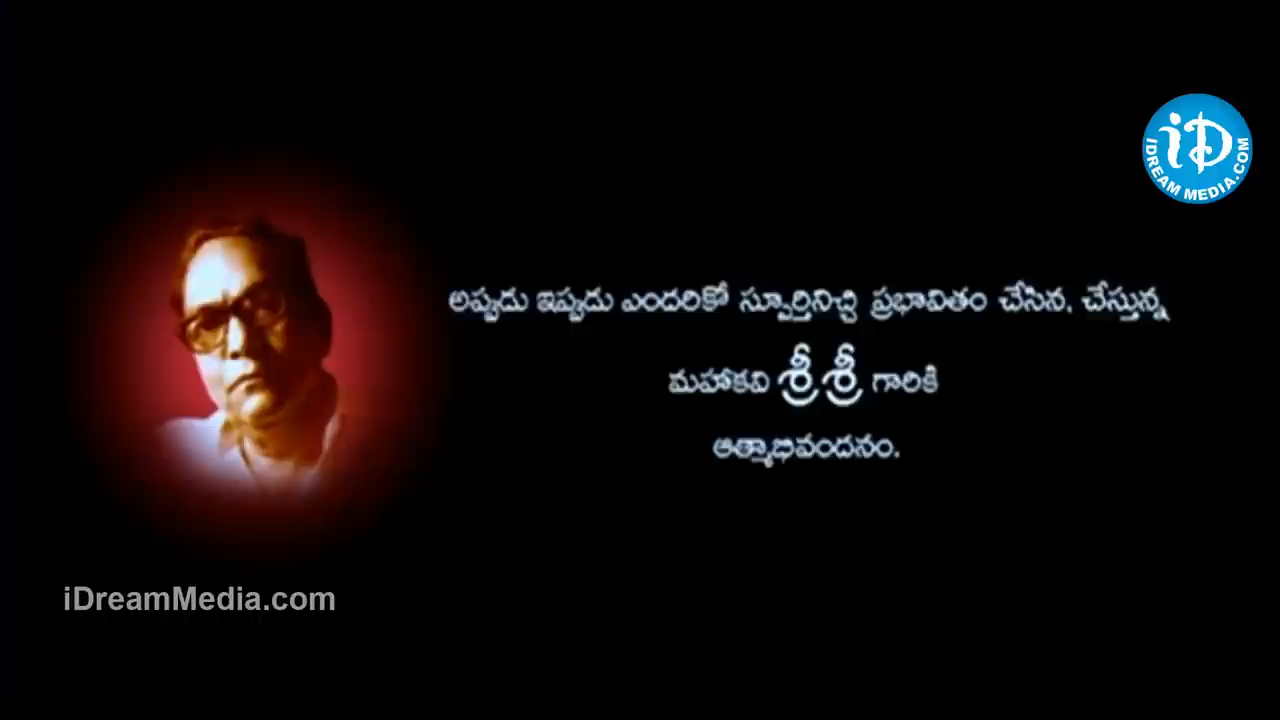 iD
IDREAM MEDIA.COM
అప్పుడు ఇప్పుడు ఎందరికో స్ఫూర్తినిచ్చి ప్రభావితం చేసిన, చేస్తున్న
మహాకవి శ్రీ శ్రీ గారికి
ఆత్మాభివందనం.
iDreamMedia.com